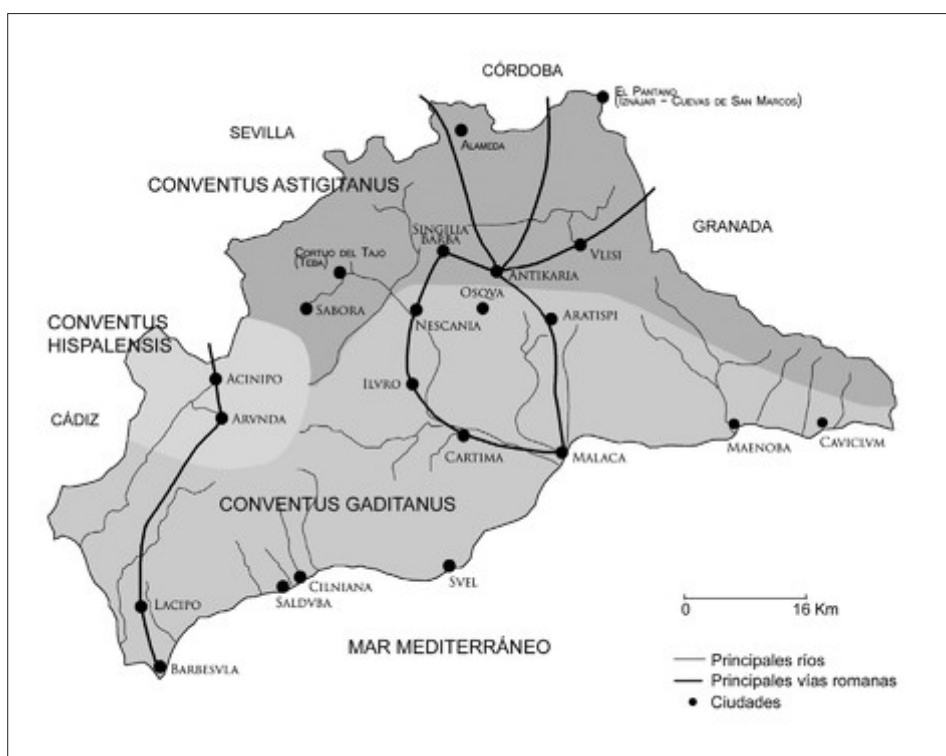 CÓRDOBA
EL PANTANO
(IZNÁJAR - CUEVAS DE SAN MARCOS)
SEVILLA
ALAMEDA
CONVENTUS ASTIGITANUS
GRANADA
SINGILIA
BARBA
VLISI
CORTIJO DEL TAJO
(TEBA)
ANTIKARIA
OSQVA
SABORA
NESCANIA
ARATISPI
CONVENTUS
HISPALENSIS
ACINIPO
ILVRO
CÁDIZ
ARVNDA
CARTIMA
MALACA
MAENOBA
CAVICLVM
CONVENTUS GADITANUS
SVEL
CILNIANA
SALDVBA
LACIPO
0 16 Km
MAR MEDITERRÁNEO
BARBESVLA
Principales ríos
Principales vías romanas
Ciudades